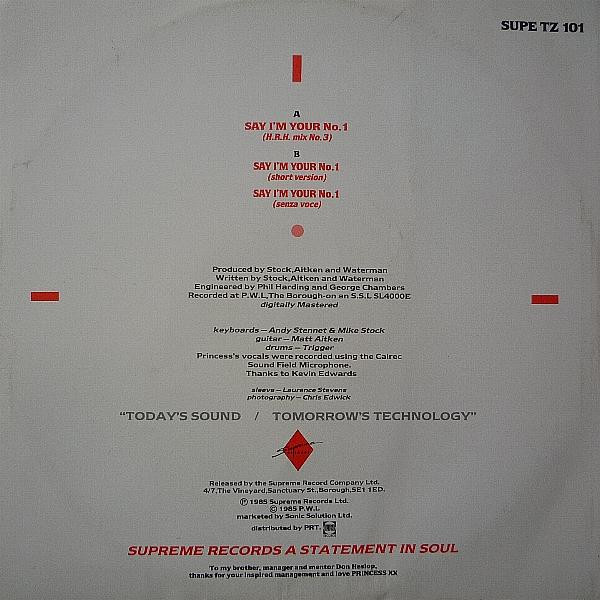 SUPE TZ 101
A
SAY I'M YOUR No.1
(H.R.H. mix No.3)
B
SAY I'M YOUR No.1
(short version)
SAY I'M YOUR No.1
(senza voce)
Produced by Stock,Aitken and Waterman
Written by Stock,Aitken and Waterman
Engineered by Phil Harding and George Chambers
Recorded at P.W.L,The Borough-on an S.S.L SL4000E
digitally Mastered
keyboards – Andy Stennet & Mike Stock
guitar – Matt Aitken
drums – Trigger
Princess's vocals were recorded using the Calrec
Sound Field Microphone.
Thanks to Kevin Edwards
sleeve – Laurence Stevens
photography – Chris Edwick
“TODAY'S SOUND / TOMORROW'S TECHNOLOGY”
Supreme
Released by the Supreme Record Company Ltd.
4/7,The Vineyard,Sanctuary St.,Borough,SE1 1ED.
℗ 1985 Supreme Records Ltd.
© 1985 P.W.L
marketed by Sonic Solution Ltd.
distributed by PRT.
SUPREME RECORDS A STATEMENT IN SOUL
To my brother, manager and mentor Don Heslop,
thanks for your inspired management and love PRINCESS XX